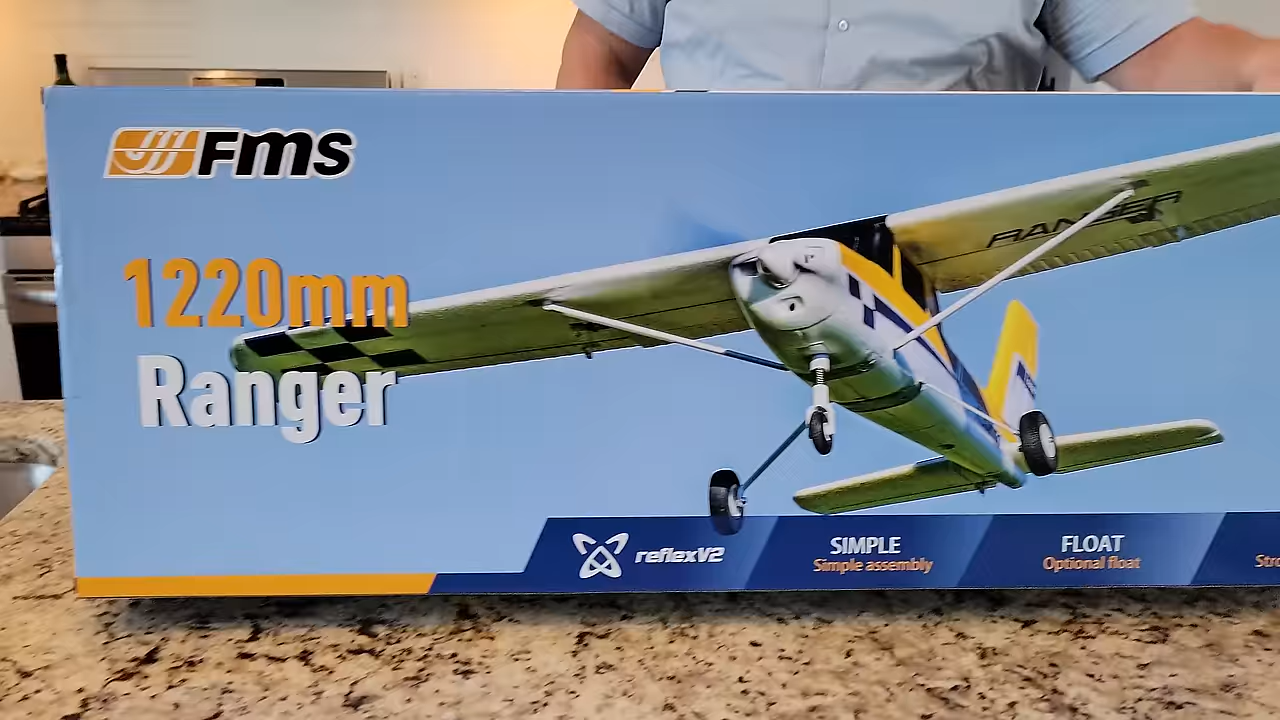 Fms
1220mm
Ranger
RANGER
reflexV2
SIMPLE
Simple assembly
FLOAT
Optional float